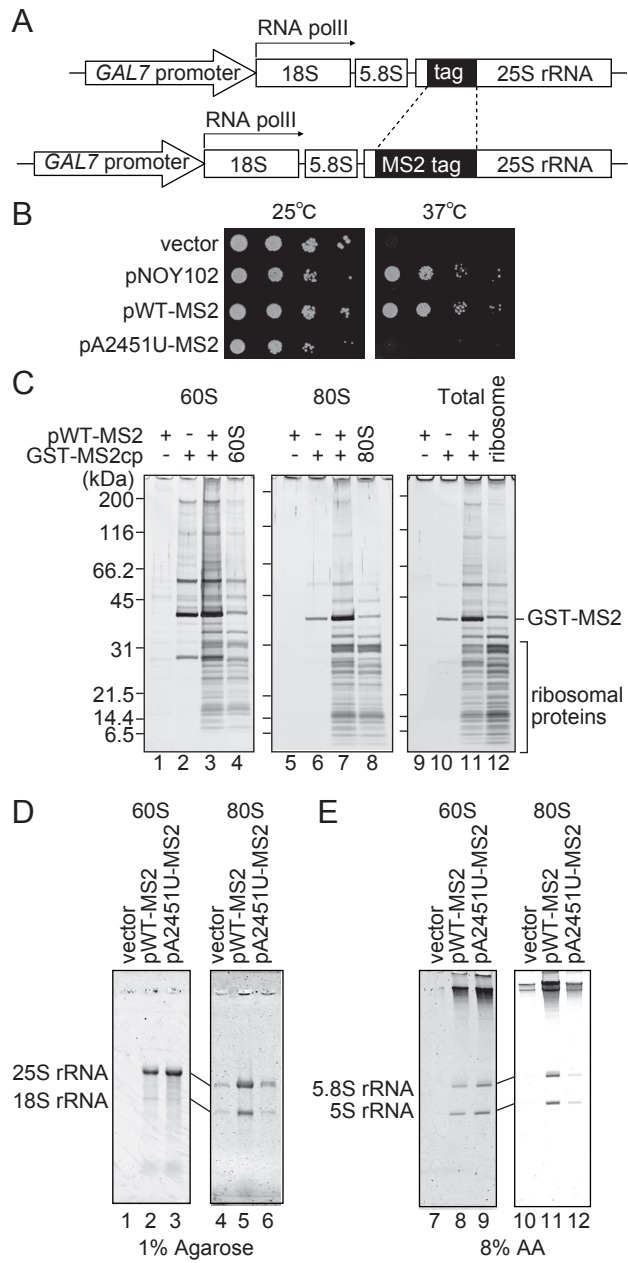 A
RNA polII
GAL7 promoter
18S
5.8S
tag
25S rRNA
RNA polII
GAL7 promoter
18S
5.8S
MS2 tag
25S rRNA
B
25°C
37°C
vector
pNOY102
pWT-MS2
pA2451U-MS2
C
60S
80S
Total
pWT-MS2 + - + 60S + - + 80S + - + ribosome
GST-MS2cp - + + - + + - + +
(kDa)
200
116
66.2
45
31
21.5
14.4
6.5
GST-MS2
ribosomal
proteins
1 2 3 4 5 6 7 8 9 10 11 12
D
60S
80S
vector
pWT-MS2
pA2451U-MS2
vector
pWT-MS2
pA2451U-MS2
25S rRNA
18S rRNA
1 2 3 4 5 6
1% Agarose
E
60S
80S
vector
pWT-MS2
pA2451U-MS2
vector
pWT-MS2
pA2451U-MS2
5.8S rRNA
5S rRNA
7 8 9 10 11 12
8% AA